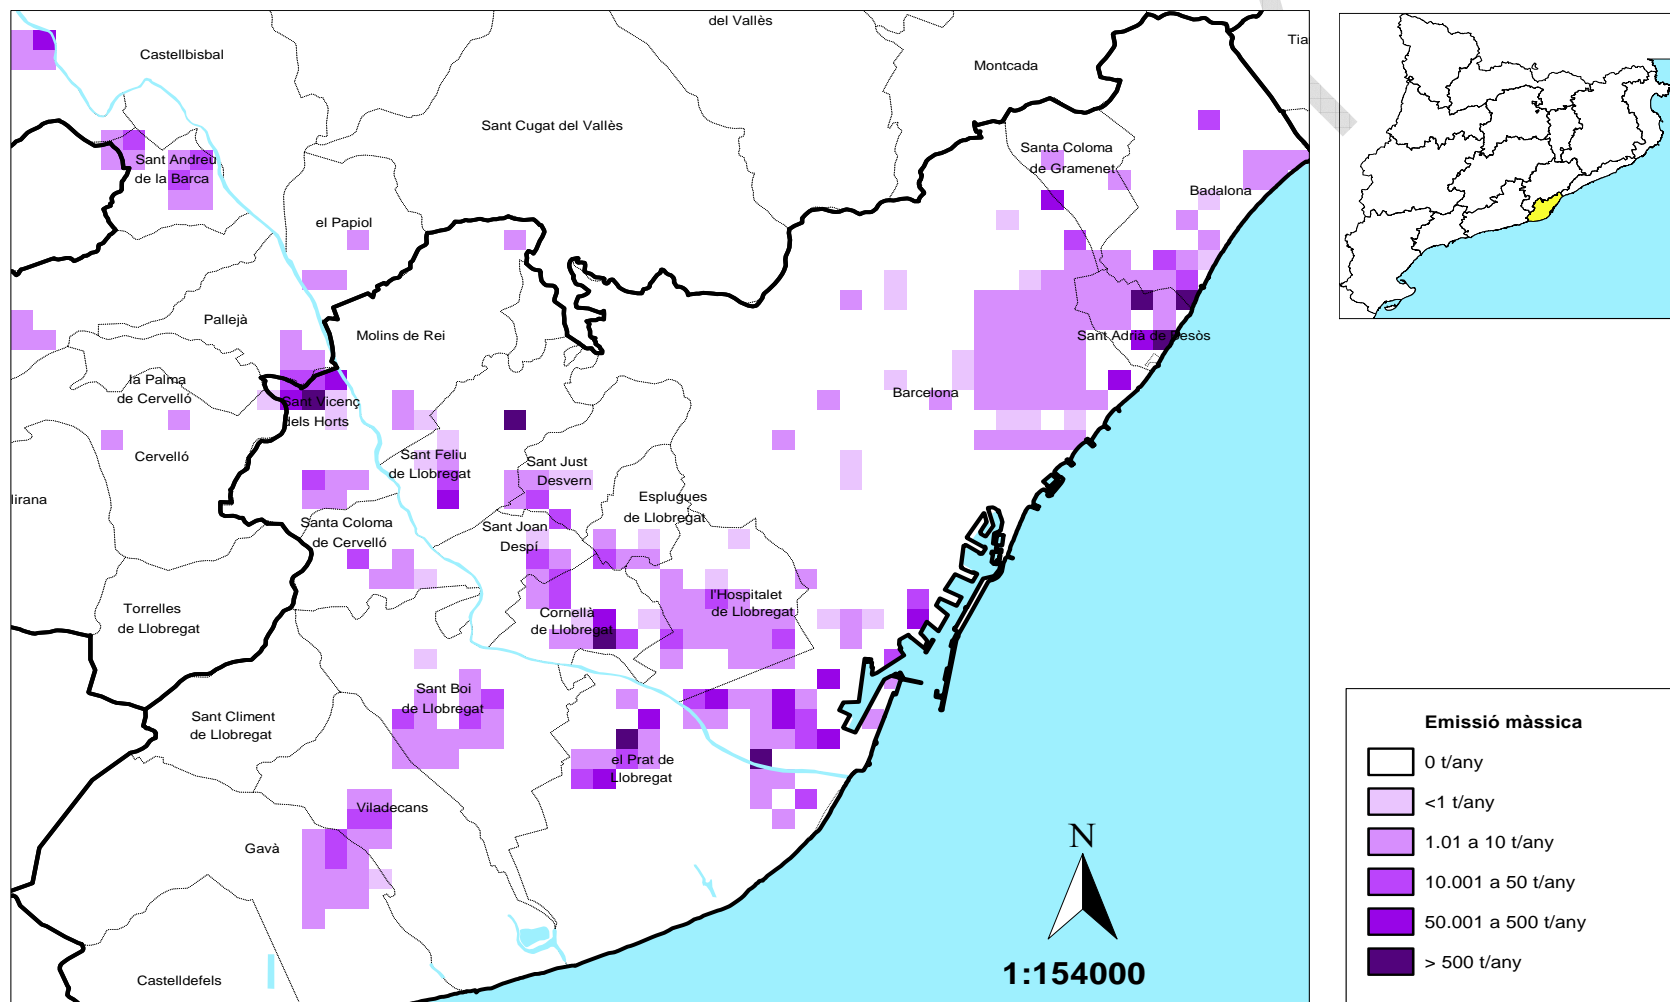 del Vallès
Tia
Castellbisbal
Montcada
Sant Cugat del Vallès
Santa Coloma
de Gramenet
Sant Andreu
de la Barca
Badalona
el Papiol
Pallejà
Molins de Rei
Sant Adrià de Besòs
la Palma
de Cervelló
Barcelona
Sant Vicenç
dels Horts
Cervelló
Sant Feliu
de Llobregat
Sant Just
Desvern
lirana
Esplugues
de Llobregat
Santa Coloma
de Cervelló
Sant Joan
Despí
Torrelles
de Llobregat
Cornellà
de Llobregat
l'Hospitalet
de Llobregat
Sant Boi
de Llobregat
Sant Climent
de Llobregat
el Prat de
Llobregat
Viladecans
Gavà
Castelldefels
N
1:154000
Emissió màssica
0 t/any
<1 t/any
1.01 a 10 t/any
10.001 a 50 t/any
50.001 a 500 t/any
> 500 t/any